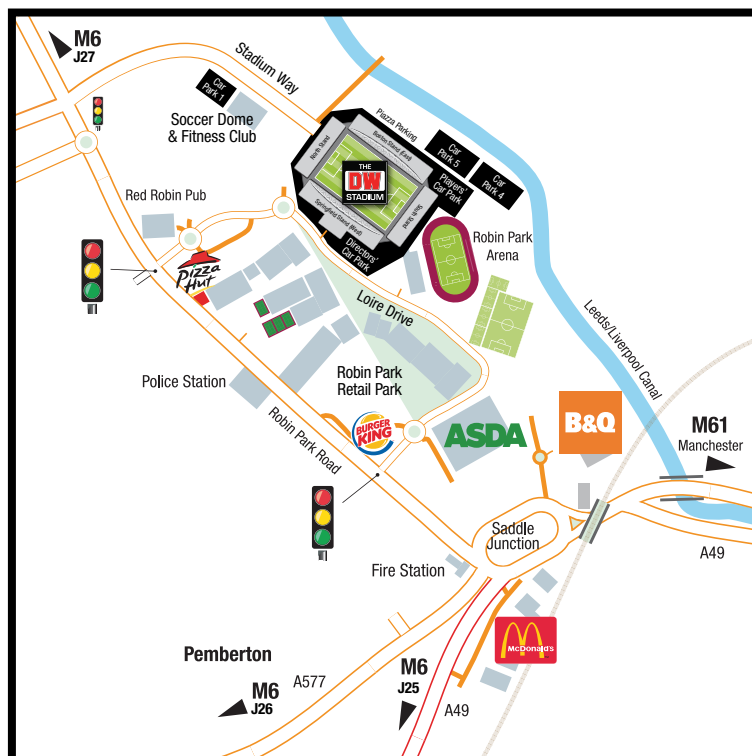 M6
J27
Stadium Way
Car
Park 1
Soccer Dome
& Fitness Club
Piazza Parking
North Stand
Boston Stand (East)
THE
DW
STADIUM
Springfield Stand (West)
South Stand
Directors'
Car Park
Car
Park 5
Players'
Car Park
Car
Park 4
Red Robin Pub
Pizza
Hut
Robin Park
Arena
Loire Drive
Leeds/Liverpool Canal
Police Station
Robin Park
Retail Park
Robin Park Road
BURGER
KING
ASDA
B&Q
M61
Manchester
Saddle
Junction
A49
Fire Station
McDonald's
Pemberton
M6
J26
A577
M6
J25
A49